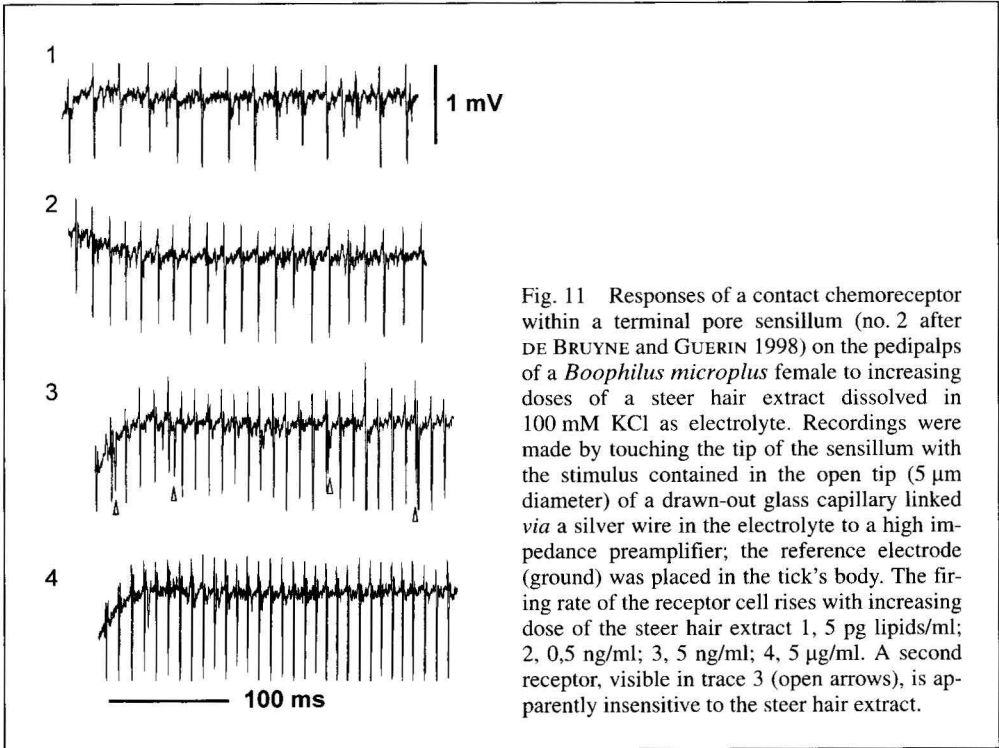 1
1 mV
2
3
4
100 ms
Fig. 11 Responses of a contact chemoreceptor
within a terminal pore sensillum (no. 2 after
DE BRUYNE and GUERIN 1998) on the pedipalps
of a Boophilus microplus female to increasing
doses of a steer hair extract dissolved in
100 mM KCl as electrolyte. Recordings were
made by touching the tip of the sensillum with
the stimulus contained in the open tip (5 µm
diameter) of a drawn-out glass capillary linked
via a silver wire in the electrolyte to a high im-
pedance preamplifier; the reference electrode
(ground) was placed in the tick's body. The fir-
ing rate of the receptor cell rises with increasing
dose of the steer hair extract 1, 5 pg lipids/ml;
2, 0,5 ng/ml; 3, 5 ng/ml; 4, 5 µg/ml. A second
receptor, visible in trace 3 (open arrows), is ap-
parently insensitive to the steer hair extract.